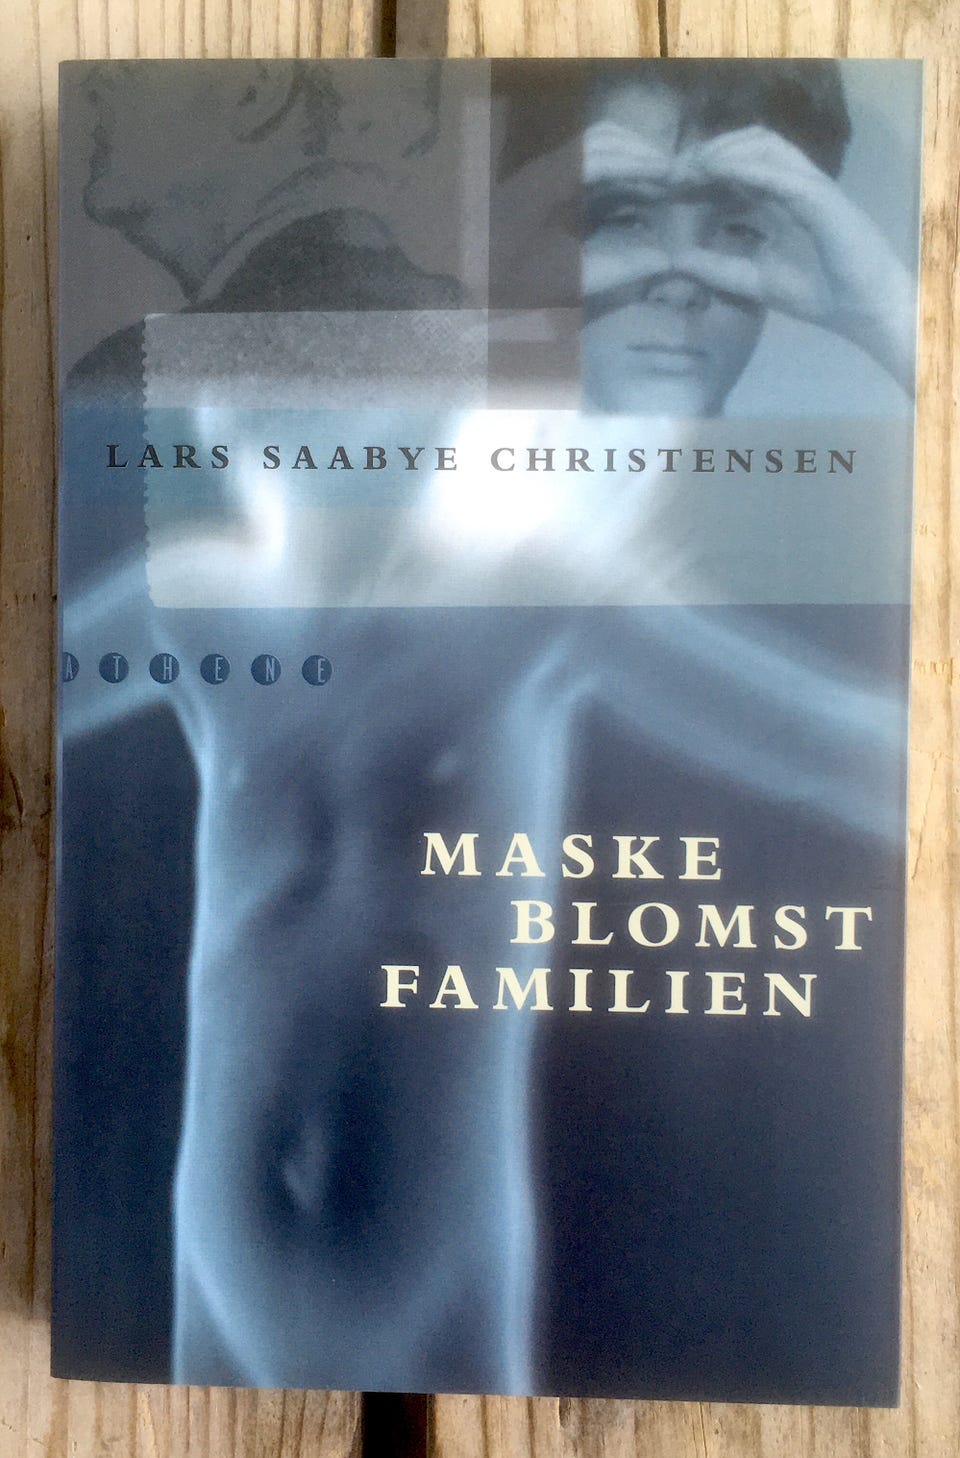 LARS SAABYE CHRISTENSEN
ATHENE
MASKE
BLOMST
FAMILIEN